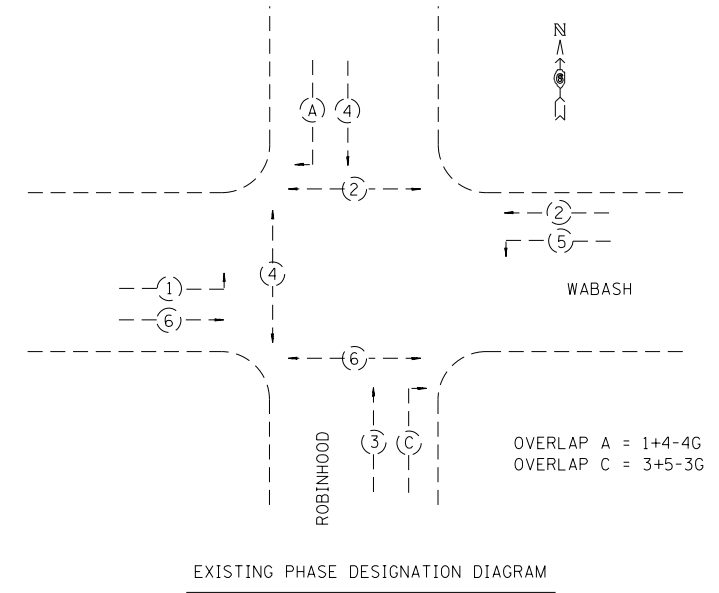 N
A 4
2
2
5
4
WABASH
1
6
6
3 C
OVERLAP A = 1+4-4G
OVERLAP C = 3+5-3G
ROBINHOOD
EXISTING PHASE DESIGNATION DIAGRAM